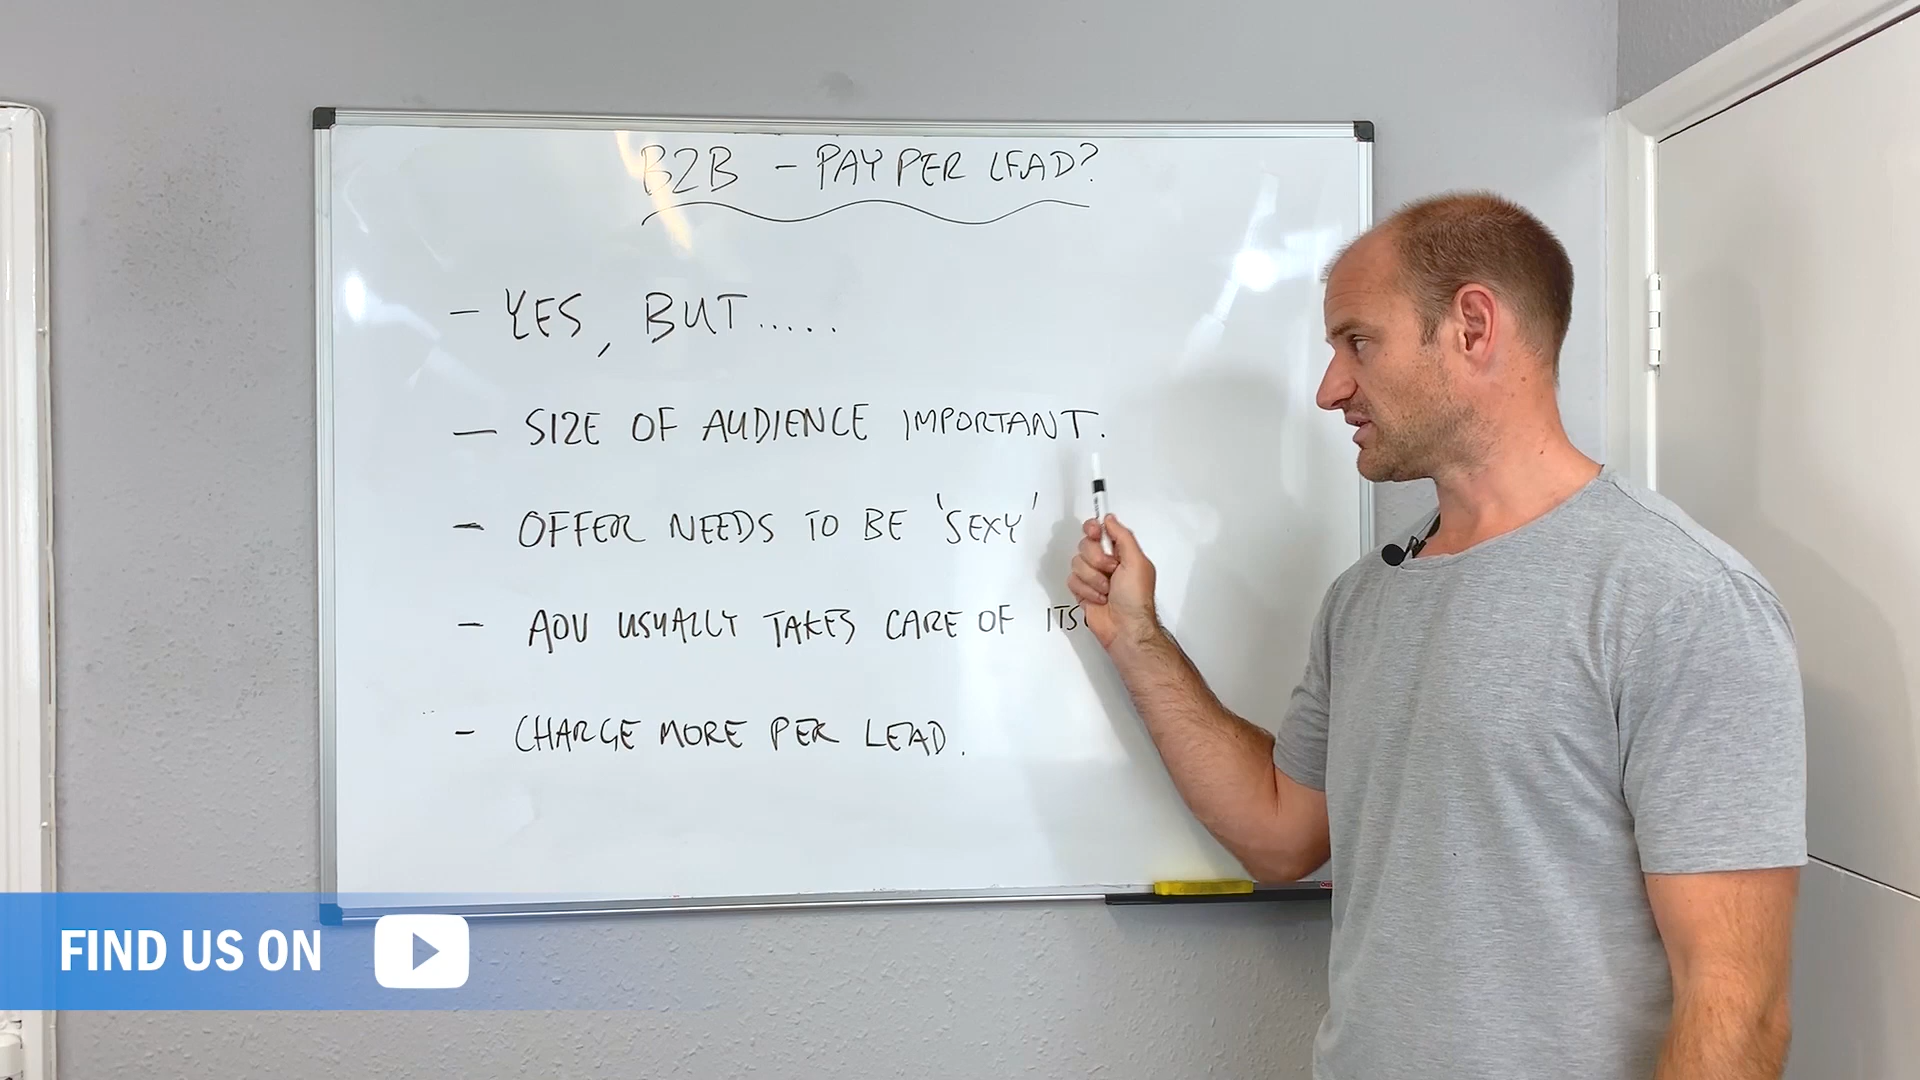 B2B - PAY PER LEAD?
- YES, BUT.....
- SIZE OF AUDIENCE IMPORTANT.
- OFFER NEEDS TO BE 'SEXY'
- AOV USUALLY TAKES CARE OF
- CHARGE MORE PER LEAD.
FIND US ON